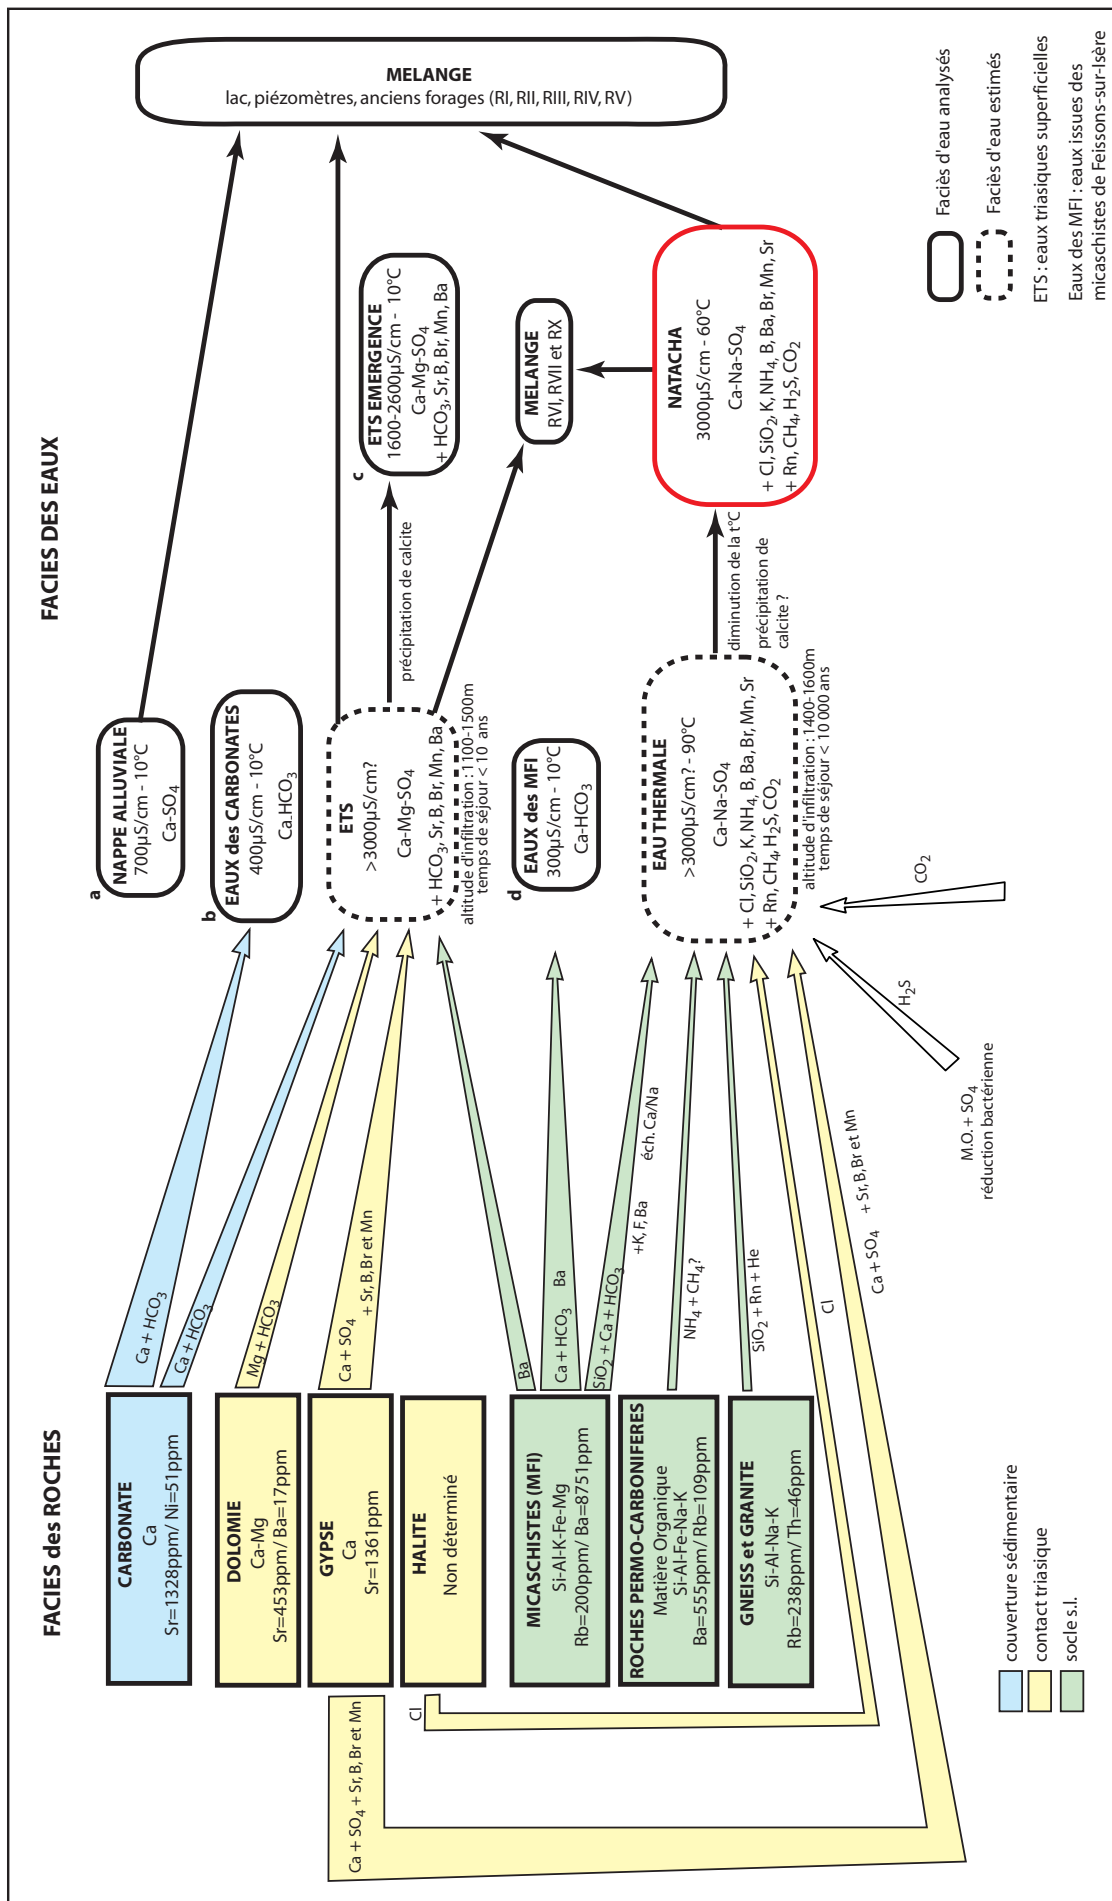 FACIES des ROCHES
FACIES DES EAUX
CARBONATE
Ca
Sr=1328ppm/ Ni=51ppm
DOLOMIE
Ca-Mg
Sr=453ppm/ Ba=17ppm
GYPSE
Ca
Sr=1361ppm
HALITE
Non déterminé
MICASCHISTES (MFI)
Si-Al-K-Fe-Mg
Rb=200ppm/ Ba=8751ppm
ROCHES PERMO-CARBONIFERES
Matière Organique
Si-Al-Fe-Na-K
Ba=555ppm/ Rb=109ppm
GNEISS et GRANITE
Si-Al-Na-K
Rb=238ppm/ Th=46ppm
Ca + HCO3
Ca + HCO3
Mg + HCO3
Ca + SO4
+ Sr, B, Br et Mn
Ba
Ca + HCO3
Ba
SiO2 + Ca + HCO3
+K, F, Ba
éch. Ca/Na
NH4 + CH4?
SiO2 + Rn + He
Cl
Cl
Ca + SO4 + Sr, B, Br et Mn
Ca + SO4
+ Sr, B, Br et Mn
M.O. + SO4
réduction bactérienne
H2S
CO2
a
NAPPE ALLUVIALE
700µS/cm - 10°C
Ca-SO4
b
EAUX des CARBONATES
400µS/cm - 10°C
Ca.HCO3
ETS
>3000µS/cm?
Ca-Mg-SO4
+ HCO3, Sr, B, Br, Mn, Ba
altitude d'infiltration : 1100-1500m
temps de séjour < 10 ans
d
EAUX des MFI
300µS/cm - 10°C
Ca-HCO3
EAU THERMALE
>3000µS/cm? - 90°C
Ca-Na-SO4
+ Cl, SiO2, K, NH4, B, Ba, Br, Mn, Sr
+ Rn, CH4, H2S, CO2
altitude d'infiltration : 1400-1600m
temps de séjour < 10 000 ans
précipitation de calcite
diminution de la t°C
précipitation de
calcite ?
c
ETS EMERGENCE
1600-2600µS/cm - 10°C
Ca-Mg-SO4
+ HCO3, Sr, B, Br, Mn, Ba
MELANGE
RVI, RVII et RX
NATACHA
3000µS/cm - 60°C
Ca-Na-SO4
+ Cl, SiO2, K, NH4, B, Ba, Br, Mn, Sr
+ Rn, CH4, H2S, CO2
MELANGE
lac, piézomètres, anciens forages (RI, RII, RIII, RIV, RV)
couverture sédimentaire
contact triasique
socle s.l.
Faciès d'eau analysés
Faciès d'eau estimés
ETS : eaux triasiques superficielles
Eaux des MFI : eaux issues des
micaschistes de Feissons-sur-Isère